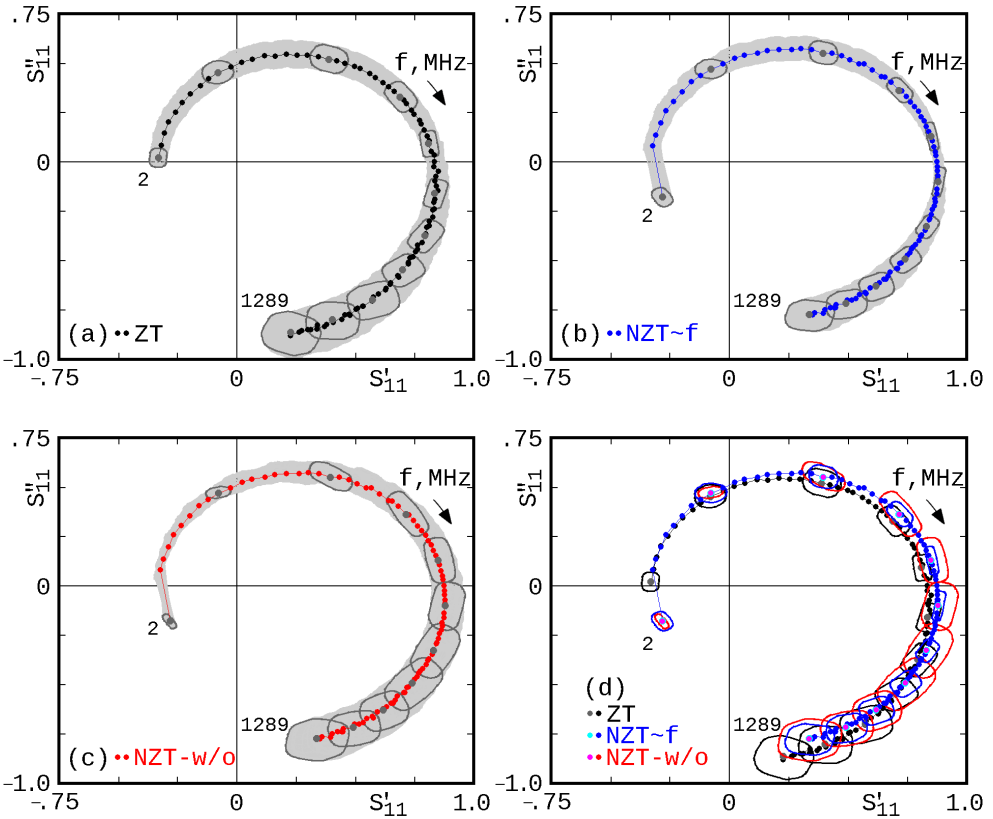 .75
S''11
f,MHz
0
2
1289
(a) ZT
−1.0
−.75 0 S'11 1.0
.75
S''11
f,MHz
0
2
1289
(b) NZT~f
−1.0
−.75 0 S'11 1.0
.75
S''11
f,MHz
0
2
1289
(c) NZT-w/o
−1.0
−.75 0 S'11 1.0
.75
S''11
f,MHz
0
2
(d)
ZT
1289 NZT~f
NZT-w/o
−1.0
−.75 0 S'11 1.0